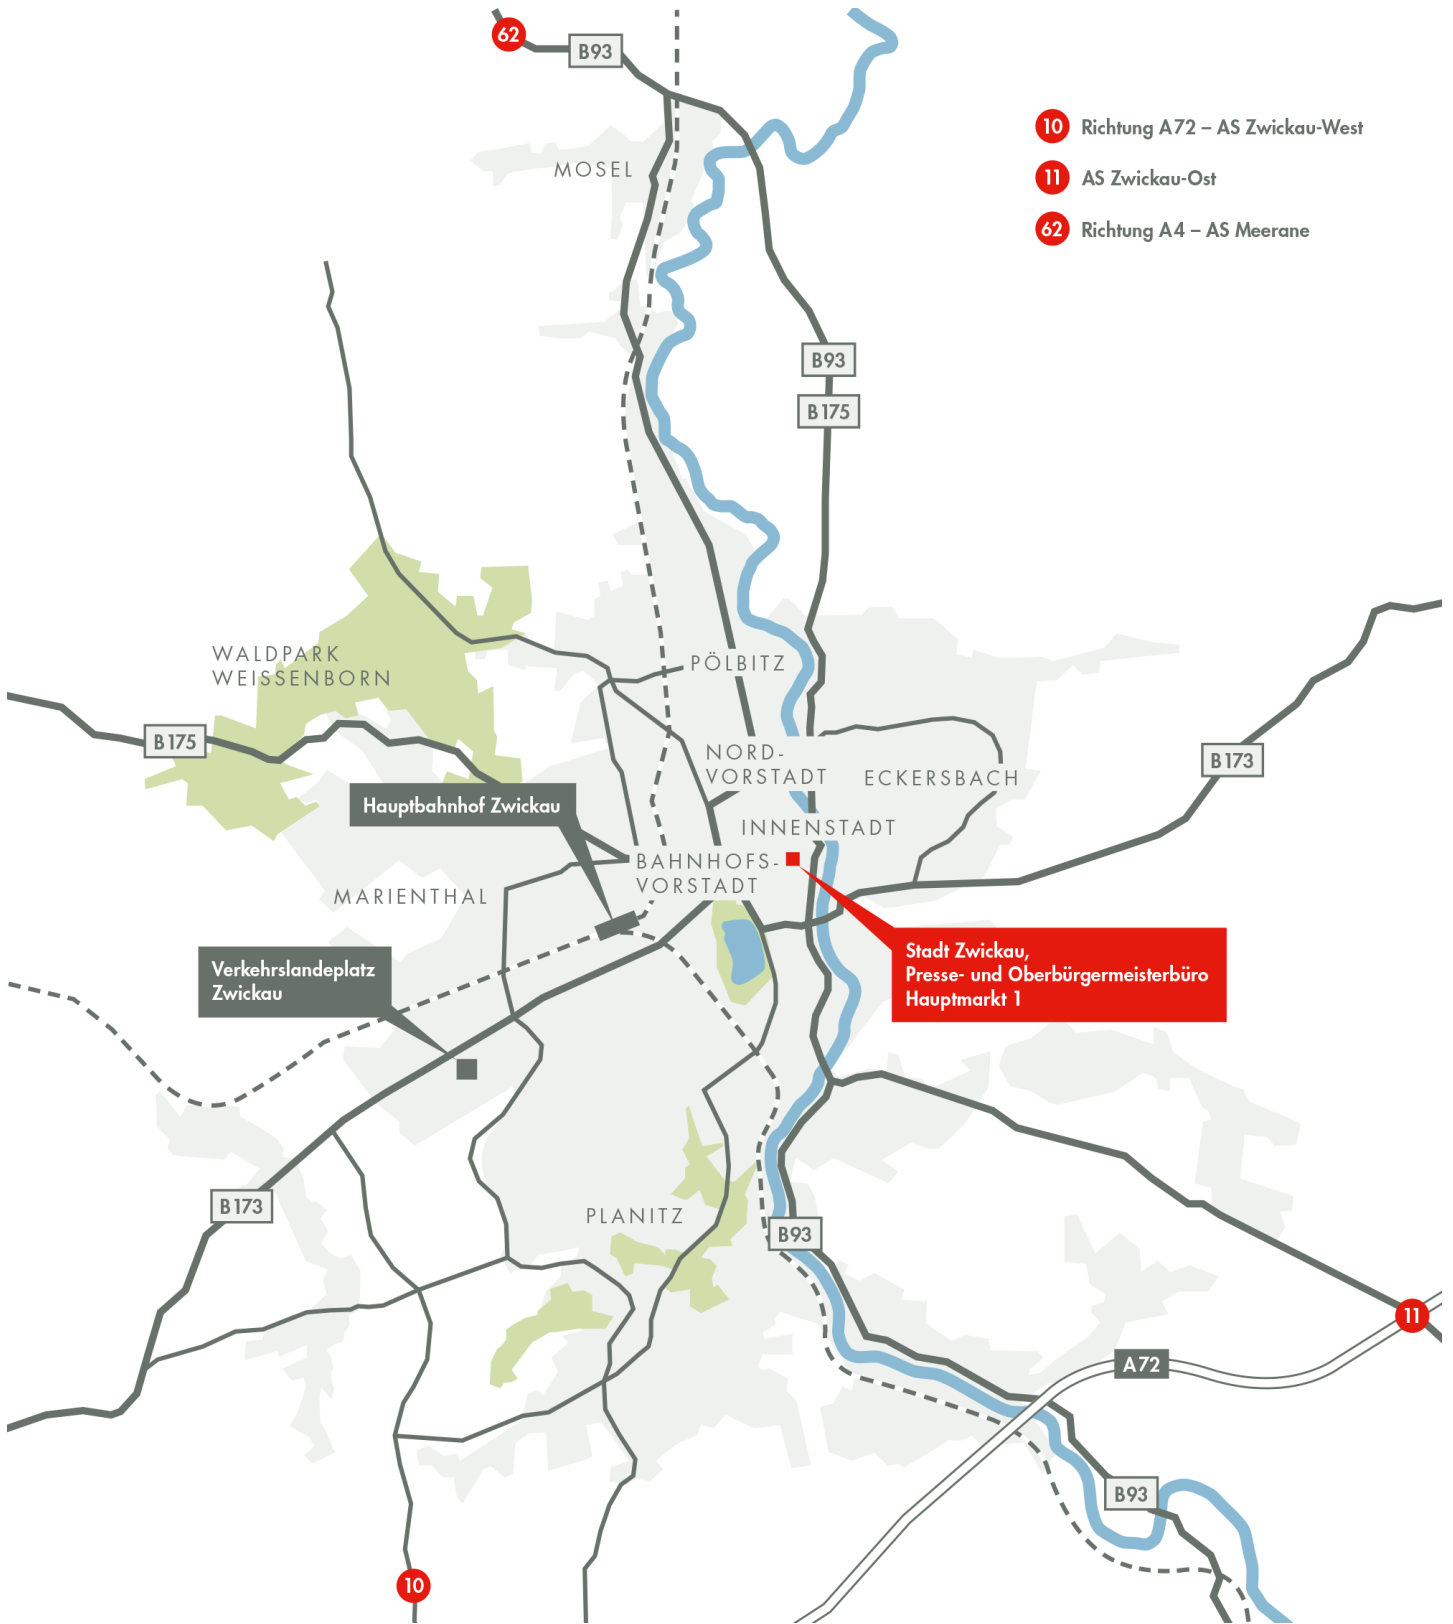 62
B93
10 Richtung A72 – AS Zwickau-West
MOSEL
11 AS Zwickau-Ost
62 Richtung A4 – AS Meerane
B93
B175
WALDPARK
WEISSENBORN
PÖLBITZ
B175
NORD-
VORSTADT
ECKERSBACH
B173
Hauptbahnhof Zwickau
INNENSTADT
BAHNHOFS-
VORSTADT
MARIENTHAL
Stadt Zwickau,
Presse- und Oberbürgermeisterbüro
Hauptmarkt 1
Verkehrslandeplatz
Zwickau
B173
PLANITZ
B93
11
A72
B93
10